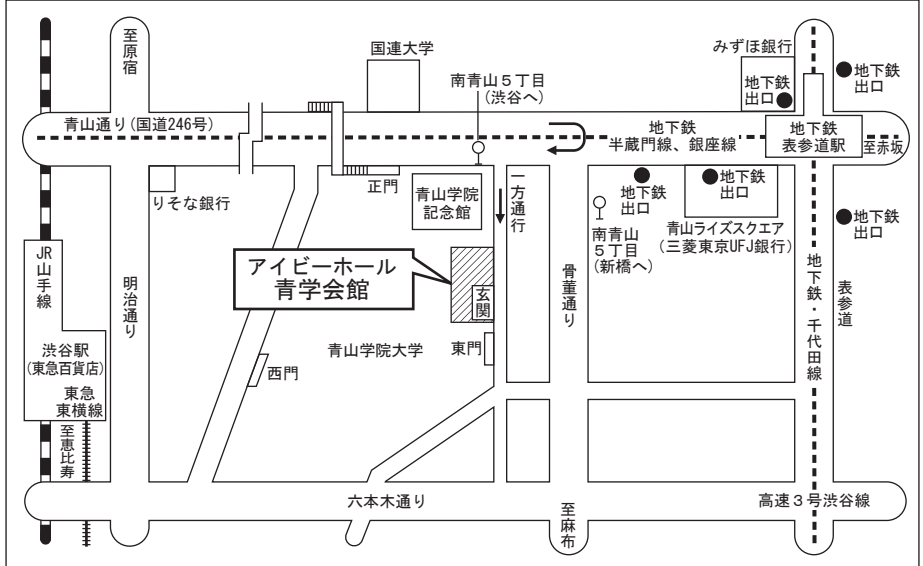 至原宿
国連大学
みずほ銀行
南青山5丁目
(渋谷へ)
地下鉄
出口
地下鉄
出口
青山通り(国道246号)
地下鉄
半蔵門線、銀座線
地下鉄
表参道駅
至赤坂
りそな銀行
正門
青山学院
記念館
一方通行
地下鉄
出口
地下鉄
出口
南青山
5丁目
(新橋へ)
青山ライズスクエア
(三菱東京UFJ銀行)
JR山手線
明治通り
アイビーホール
青学会館
玄関
骨董通り
地下鉄・千代田線
表参道
渋谷駅
(東急百貨店)
東急
東横線
至恵比寿
青山学院大学
東門
西門
六本木通り
至麻布
高速3号渋谷線
地下鉄
出口